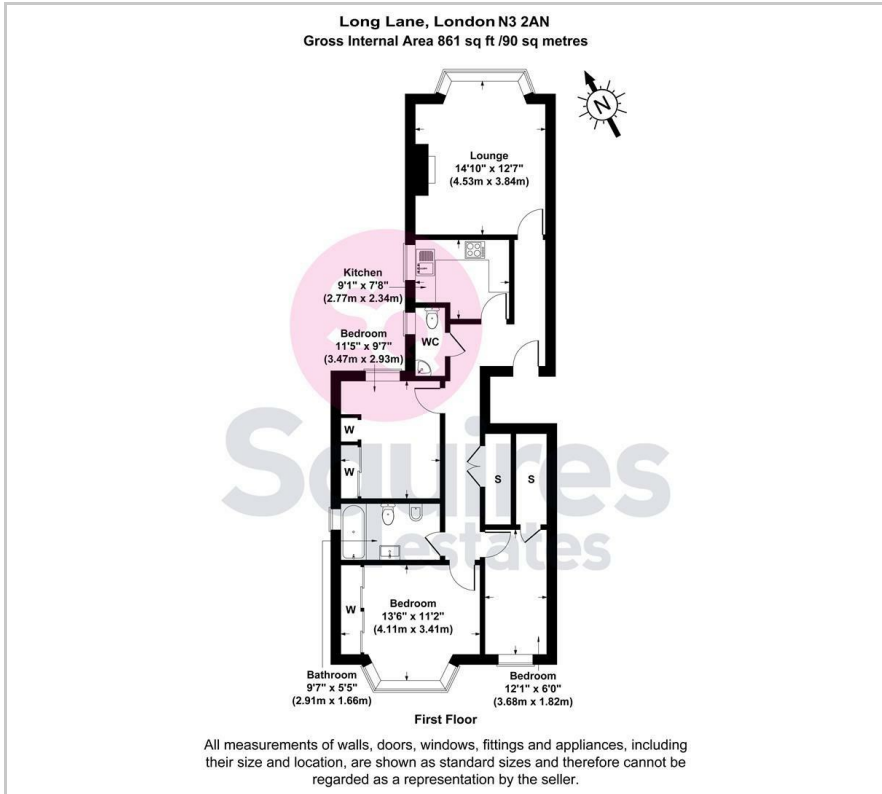 Long Lane, London N3 2AN
Gross Internal Area 861 sq ft /90 sq metres
N
Lounge
14'10" x 12'7"
(4.53m x 3.84m)
Kitchen
9'1" x 7'8"
(2.77m x 2.34m)
WC
Bedroom
11'5" x 9'7"
(3.47m x 2.93m)
W
W
S
S
Squires
estates
W
Bedroom
13'6" x 11'2"
(4.11m x 3.41m)
Bathroom
9'7" x 5'5"
(2.91m x 1.66m)
Bedroom
12'1" x 6'0"
(3.68m x 1.82m)
First Floor
All measurements of walls, doors, windows, fittings and appliances, including
their size and location, are shown as standard sizes and therefore cannot be
regarded as a representation by the seller.